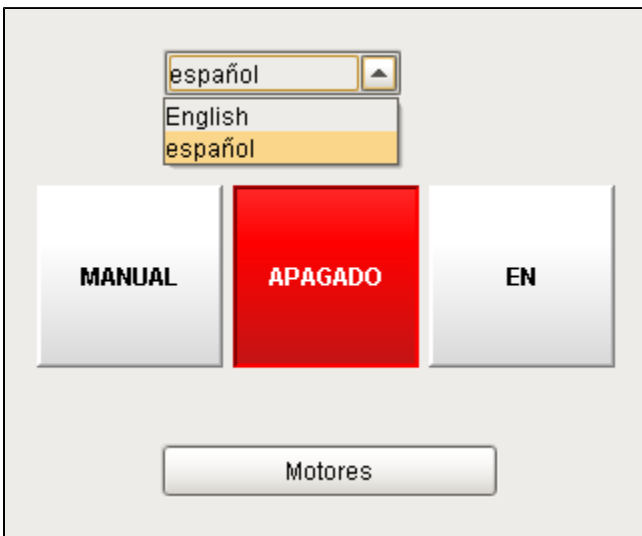 español
English
español
MANUAL
APAGADO
EN
Motores